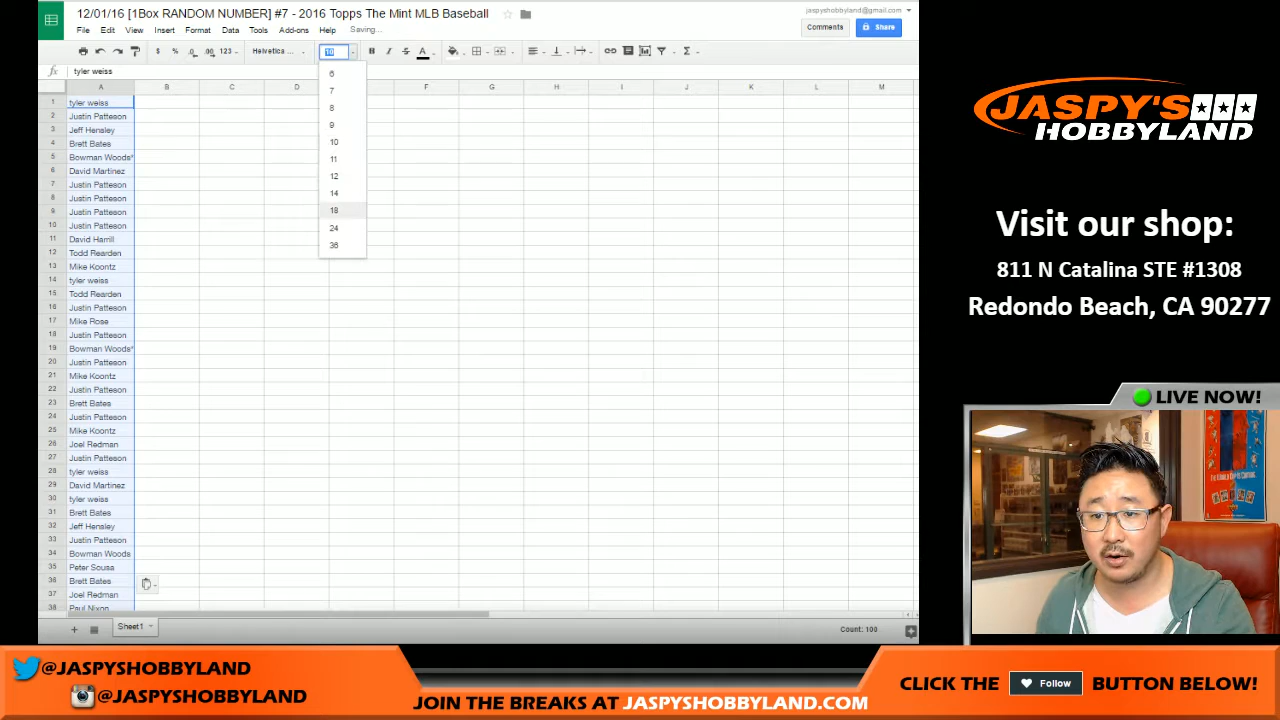 12/01/16 [1Box RANDOM NUMBER] #7 - 2016 Topps The Mint MLB Baseball
jaspyshobbyland@gmail.com
File Edit View Insert Format Data Tools Add-ons Help Saving...
Comments Share
$ % .0 .00 123 Helvetica ... 10 B I S A Σ
fx tyler weiss
A B C D F G H I J K L M
1 tyler weiss
2 Justin Patteson
3 Jeff Hensley
4 Brett Bates
5 Bowman Woods*
6 David Martinez
7 Justin Patteson
8 Justin Patteson
9 Justin Patteson
10 Justin Patteson
11 David Harrill
12 Todd Rearden
13 Mike Koontz
14 tyler weiss
15 Todd Rearden
16 Justin Patteson
17 Mike Rose
18 Justin Patteson
19 Bowman Woods*
20 Justin Patteson
21 Mike Koontz
22 Justin Patteson
23 Brett Bates
24 Justin Patteson
25 Mike Koontz
26 Joel Redman
27 Justin Patteson
28 tyler weiss
29 David Martinez
30 tyler weiss
31 Brett Bates
32 Jeff Hensley
33 Justin Patteson
34 Bowman Woods
35 Peter Sousa
36 Brett Bates
37 Joel Redman
38 Paul Nixon
6
7
8
9
10
11
12
14
18
24
36
+ Sheet1 Count: 100
JASPY'S
HOBBYLAND
Visit our shop:
811 N Catalina STE #1308
Redondo Beach, CA 90277
LIVE NOW!
@JASPYSHOBBYLAND
@JASPYSHOBBYLAND
JOIN THE BREAKS AT JASPYSHOBBYLAND.COM
CLICK THE Follow BUTTON BELOW!